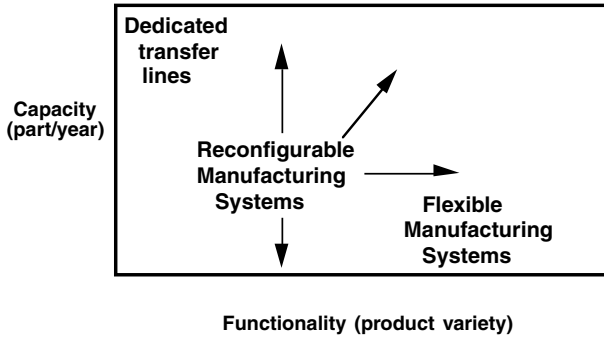 Dedicated
transfer
lines
Capacity
(part/year)
Reconfigurable
Manufacturing
Systems
Flexible
Manufacturing
Systems
Functionality (product variety)